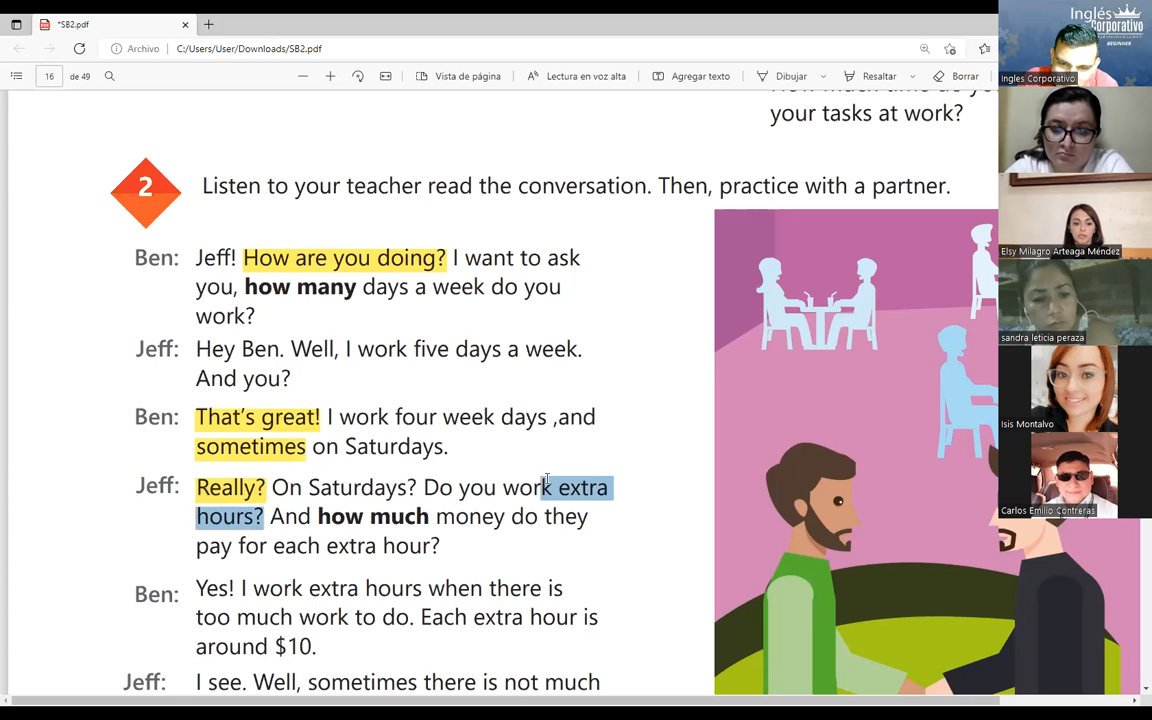 *SB2.pdf
Archivo
C:/Users/User/Downloads/SB2.pdf
16
de 49
Vista de página
Lectura en voz alta
Agregar texto
Dibujar
Resaltar
Borrar
your tasks at work?
2
Listen to your teacher read the conversation. Then, practice with a partner.
Ben: Jeff! How are you doing? I want to ask
you, how many days a week do you
work?
Jeff: Hey Ben. Well, I work five days a week.
And you?
Ben: That's great! I work four week days ,and
sometimes on Saturdays.
Jeff: Really? On Saturdays? Do you work extra
hours? And how much money do they
pay for each extra hour?
Ben: Yes! I work extra hours when there is
too much work to do. Each extra hour is
around $10.
Jeff: I see. Well, sometimes there is not much
Inglés
Corporativo
BEGINNER
Ingles Corporativo
Elsy Milagro Arteaga Méndez
sandra leticia peraza
Isis Montalvo
Carlos Emilio Contreras